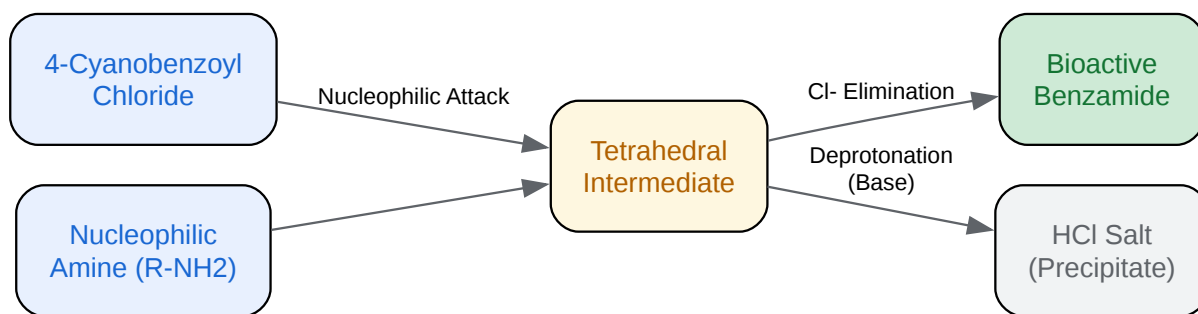 4-Cyanobenzoyl
Chloride
Nucleophilic Attack
Nucleophilic
Amine (R-NH2)
Tetrahedral
Intermediate
Cl- Elimination
Deprotonation
(Base)
Bioactive
Benzamide
HCl Salt
(Precipitate)